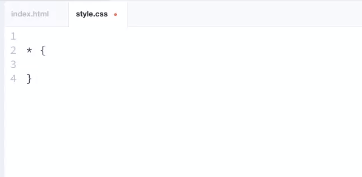 index.html style.css
1
2 * {
3
4 }